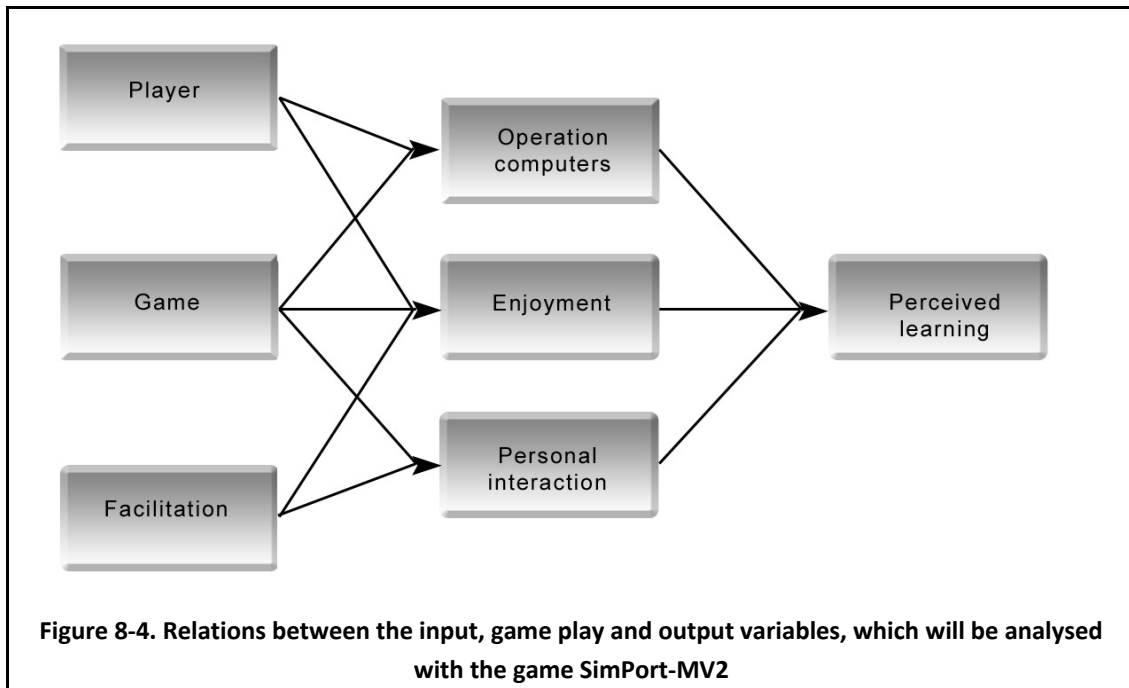 Player
Operation
computers
Game
Enjoyment
Perceived
learning
Personal
interaction
Facilitation
Figure 8-4. Relations between the input, game play and output variables, which will be analysed
with the game SimPort-MV2